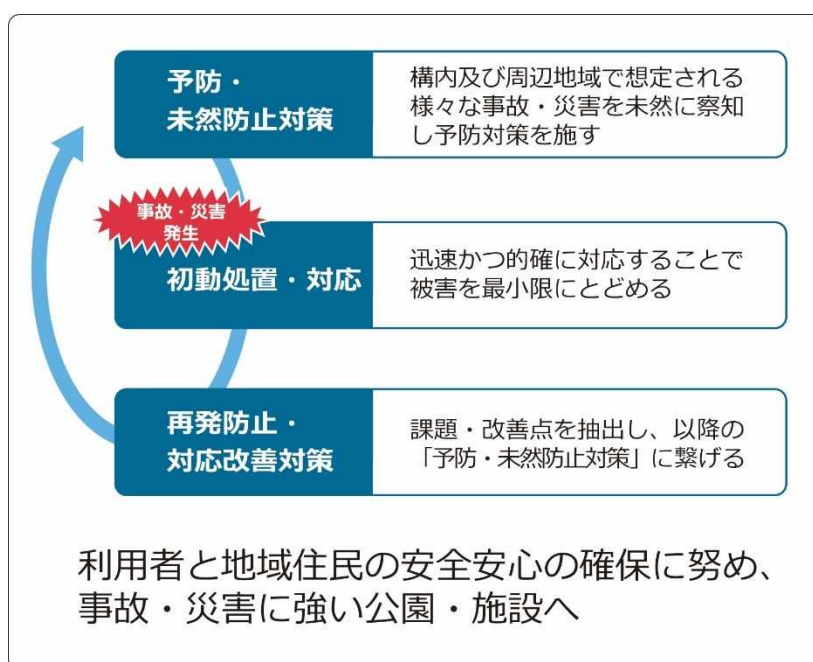 予防・
未然防止対策
構内及び周辺地域で想定される
様々な事故・災害を未然に察知
し予防対策を施す
事故・災害
発生
初動処置・対応
迅速かつ的確に対応することで
被害を最小限にとどめる
再発防止・
対応改善対策
課題・改善点を抽出し、以降の
「予防・未然防止対策」に繋げる
利用者と地域住民の安全安心の確保に努め、
事故・災害に強い公園・施設へ